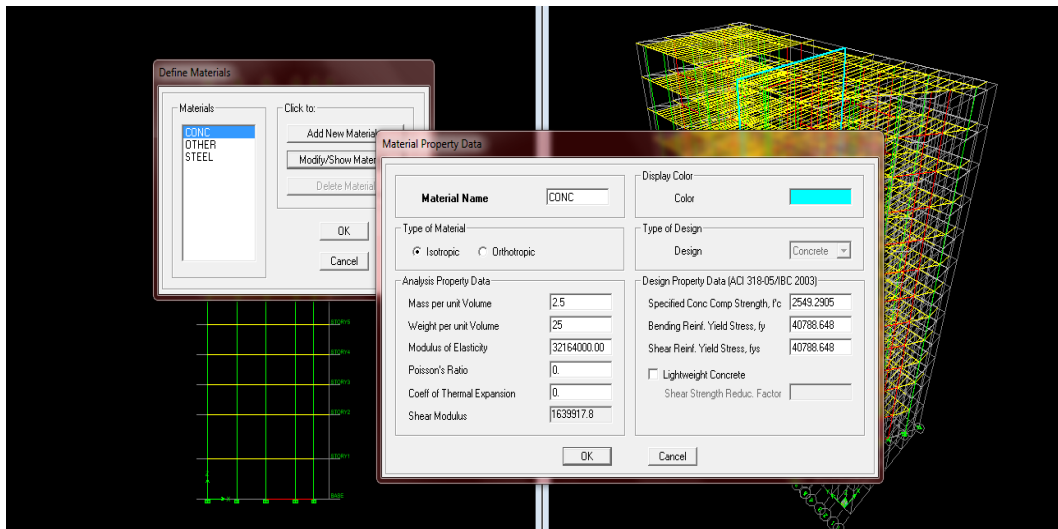 Define Materials
Materials
CONC
OTHER
STEEL
Click to:
Add New Material
Modify/Show Mater
Delete Material
OK
Cancel
Material Property Data
Material Name
CONC
Display Color
Color
Type of Material
Isotropic
Orthotropic
Type of Design
Design
Concrete
Analysis Property Data
Mass per unit Volume
2.5
Weight per unit Volume
25
Modulus of Elasticity
32164000.00
Poisson's Ratio
0.
Coeff of Thermal Expansion
0.
Shear Modulus
1639917.8
Design Property Data (ACI 318-05/IBC 2003)
Specified Conc Comp Strength, f'c
2549.2905
Bending Reinf. Yield Stress, fy
40788.648
Shear Reinf. Yield Stress, fys
40788.648
Lightweight Concrete
Shear Strength Reduc. Factor
OK
Cancel
STORY5
STORY4
STORY3
STORY2
STORY1
BASE
Z
X